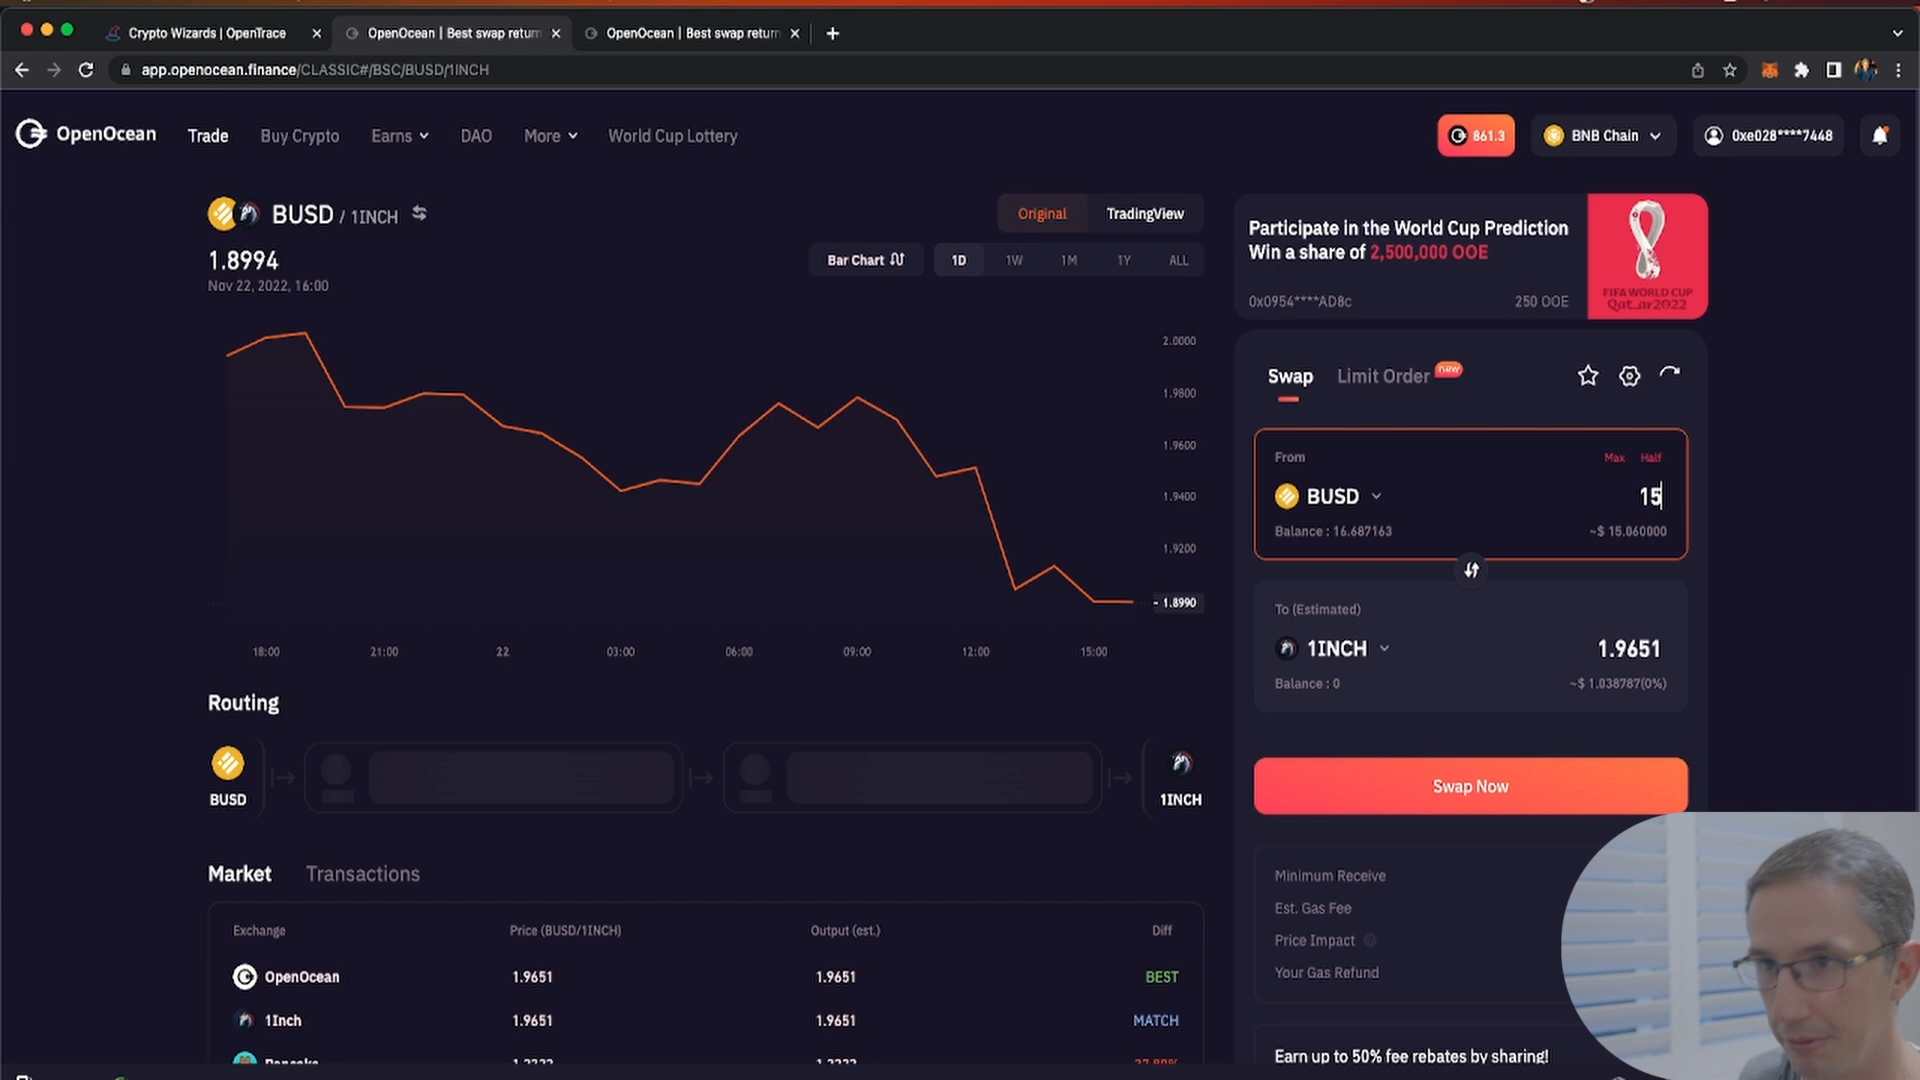 Crypto Wizards | OpenTrace
OpenOcean | Best swap return
OpenOcean | Best swap return
app.openocean.finance/CLASSIC#/BSC/BUSD/1INCH
OpenOcean
Trade
Buy Crypto
Earns
DAO
More
World Cup Lottery
861.3
BNB Chain
0xe028****7448
BUSD / 1INCH
1.8994
Nov 22, 2022, 16:00
Original
TradingView
Bar Chart
1D
1W
1M
1Y
ALL
2.0000
1.9800
1.9600
1.9400
1.9200
1.8990
18:00
21:00
22
03:00
06:00
09:00
12:00
15:00
Participate in the World Cup Prediction
Win a share of 2,500,000 OOE
0x0954****AD8c
250 OOE
FIFA WORLD CUP
Qatar2022
Swap
Limit Order
new
From
Max
Half
BUSD
15
Balance : 16.687163
~$ 15.060000
To (Estimated)
1INCH
1.9651
Balance : 0
~$ 1.038787(0%)
Swap Now
Minimum Receive
Est. Gas Fee
Price Impact
Your Gas Refund
Earn up to 50% fee rebates by sharing!
Routing
BUSD
1INCH
Market
Transactions
Exchange
Price (BUSD/1INCH)
Output (est.)
Diff
OpenOcean
1.9651
1.9651
BEST
1Inch
1.9651
1.9651
MATCH